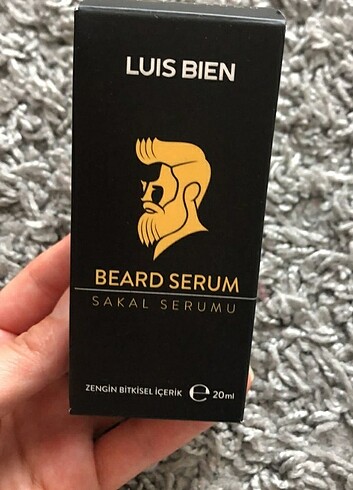 LUIS BIEN
BEARD SERUM
SAKAL SERUMU
ZENGİN BİTKİSEL İÇERİK ℮ 20ml